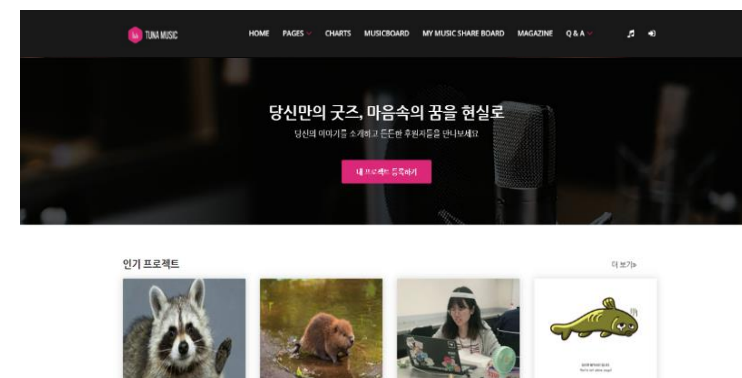 TUNA MUSIC
HOME PAGES CHARTS MUSICBOARD MY MUSIC SHARE BOARD MAGAZINE Q & A
당신만의 굿즈, 마음속의 꿈을 현실로
당신의 이야기를 소개하고 든든한 후원자들을 만나보세요
내 프로젝트 등록하기
인기 프로젝트 더 보기»